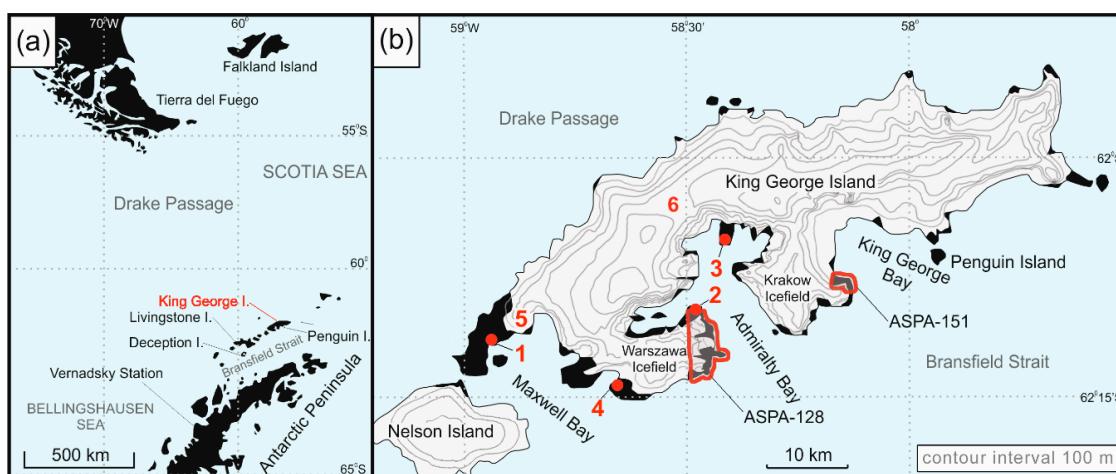 (a)
70°W
60°
Falkland Island
Tierra del Fuego
55°S
SCOTIA SEA
Drake Passage
60°
King George I.
Livingstone I.
Penguin I.
Deception I.
Bransfield Strait
Vernadsky Station
BELLINGSHAUSEN
SEA
Antarctic Peninsula
500 km
65°S
(b)
59°W
58°30'
58°
Drake Passage
62°S
King George Island
6
3
King George
Bay
Penguin Island
Krakow
Icefield
2
ASPA-151
5
1
Warszawa
Icefield
Admiralty Bay
Bransfield Strait
Maxwell Bay
4
ASPA-128
62°15'
Nelson Island
10 km
contour interval 100 m